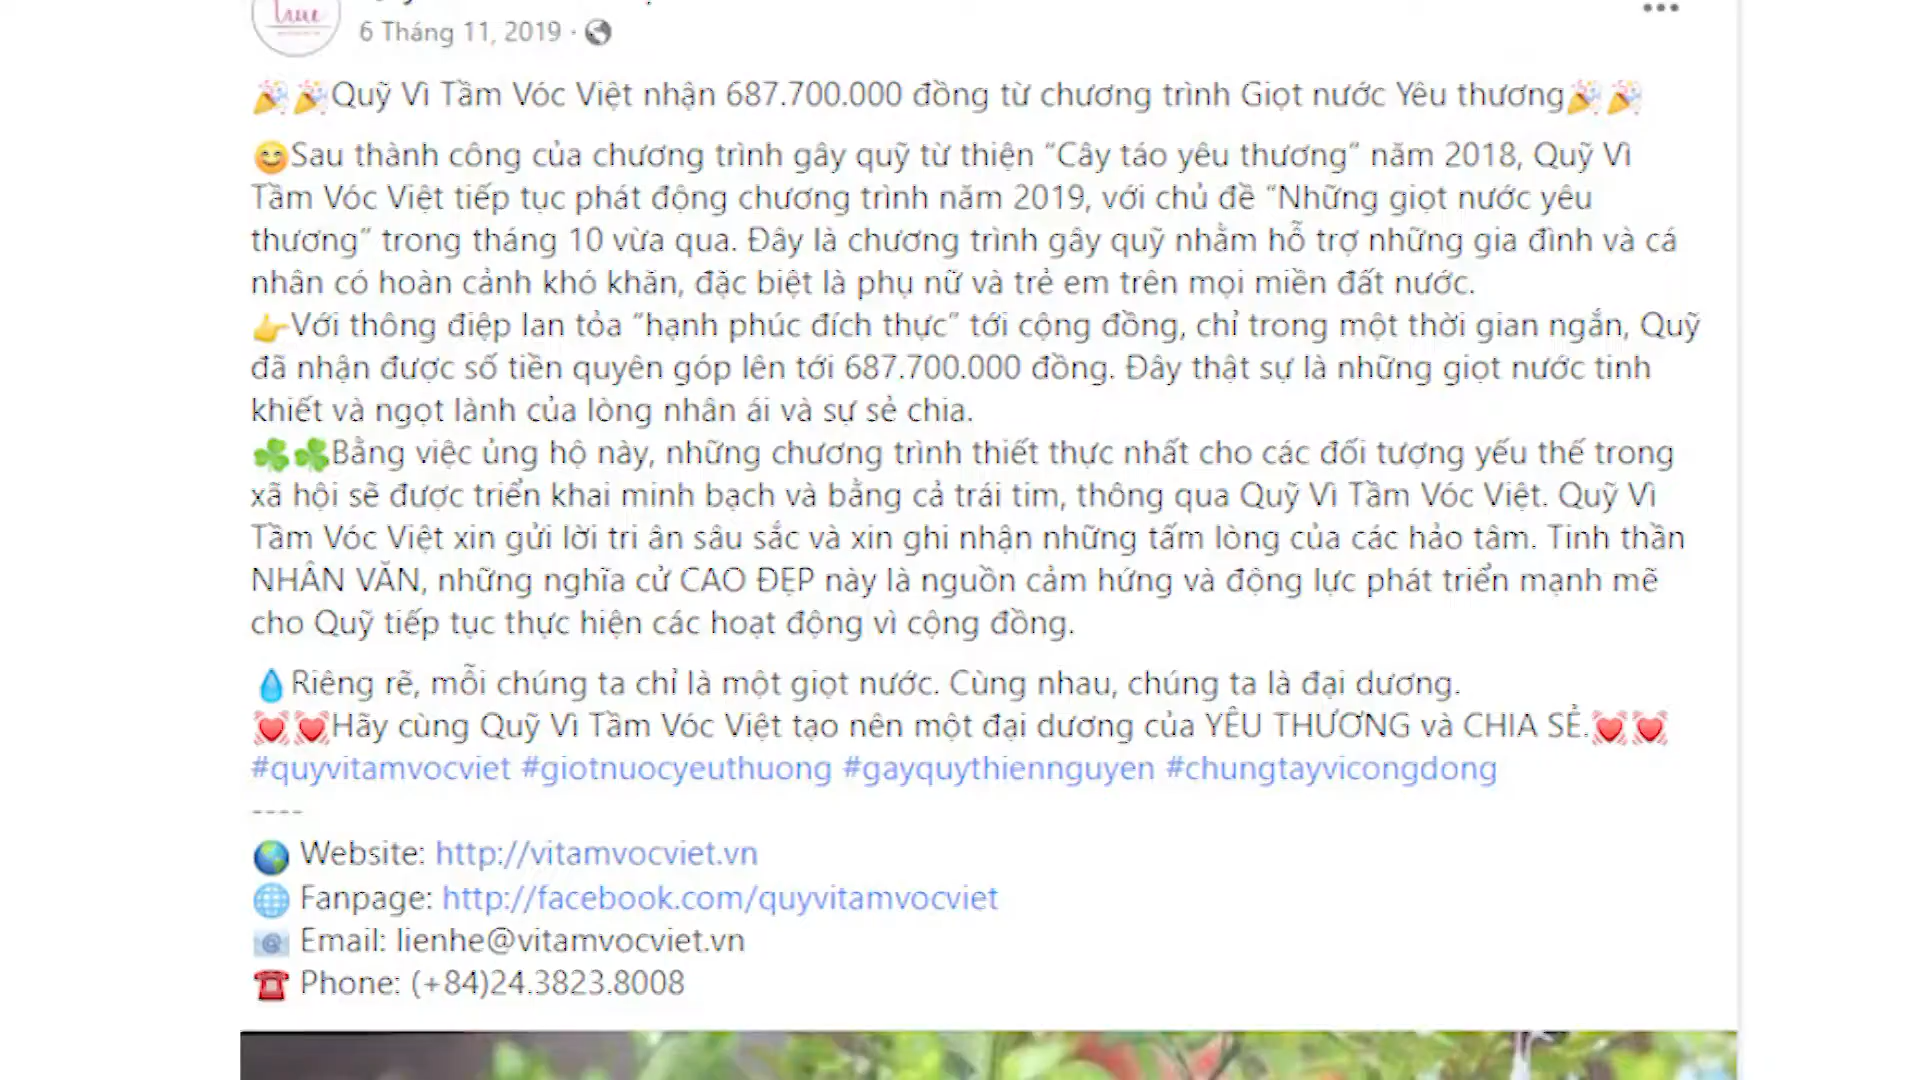 true
6 Tháng 11, 2019 ·
🎉🎉Quỹ Vì Tầm Vóc Việt nhận 687.700.000 đồng từ chương trình Giọt nước Yêu thương🎉🎉
😊Sau thành công của chương trình gây quỹ từ thiện “Cây táo yêu thương” năm 2018, Quỹ Vì
Tầm Vóc Việt tiếp tục phát động chương trình năm 2019, với chủ đề “Những giọt nước yêu
thương” trong tháng 10 vừa qua. Đây là chương trình gây quỹ nhằm hỗ trợ những gia đình và cá
nhân có hoàn cảnh khó khăn, đặc biệt là phụ nữ và trẻ em trên mọi miền đất nước.
👉Với thông điệp lan tỏa “hạnh phúc đích thực” tới cộng đồng, chỉ trong một thời gian ngắn, Quỹ
đã nhận được số tiền quyên góp lên tới 687.700.000 đồng. Đây thật sự là những giọt nước tinh
khiết và ngọt lành của lòng nhân ái và sự sẻ chia.
☘☘Bằng việc ủng hộ này, những chương trình thiết thực nhất cho các đối tượng yếu thế trong
xã hội sẽ được triển khai minh bạch và bằng cả trái tim, thông qua Quỹ Vì Tầm Vóc Việt. Quỹ Vì
Tầm Vóc Việt xin gửi lời tri ân sâu sắc và xin ghi nhận những tấm lòng của các hảo tâm. Tinh thần
NHÂN VĂN, những nghĩa cử CAO ĐẸP này là nguồn cảm hứng và động lực phát triển mạnh mẽ
cho Quỹ tiếp tục thực hiện các hoạt động vì cộng đồng.
💧Riêng rẽ, mỗi chúng ta chỉ là một giọt nước. Cùng nhau, chúng ta là đại dương.
💓💓Hãy cùng Quỹ Vì Tầm Vóc Việt tạo nên một đại dương của YÊU THƯƠNG và CHIA SẺ.💓💓
#quyvitamvocviet #giotnuocyeuthuong #gayquythiennguyen #chungtayvicongdong
----
🌎 Website: http://vitamvocviet.vn
🌐 Fanpage: http://facebook.com/quyvitamvocviet
📧 Email: lienhe@vitamvocviet.vn
☎ Phone: (+84)24.3823.8008